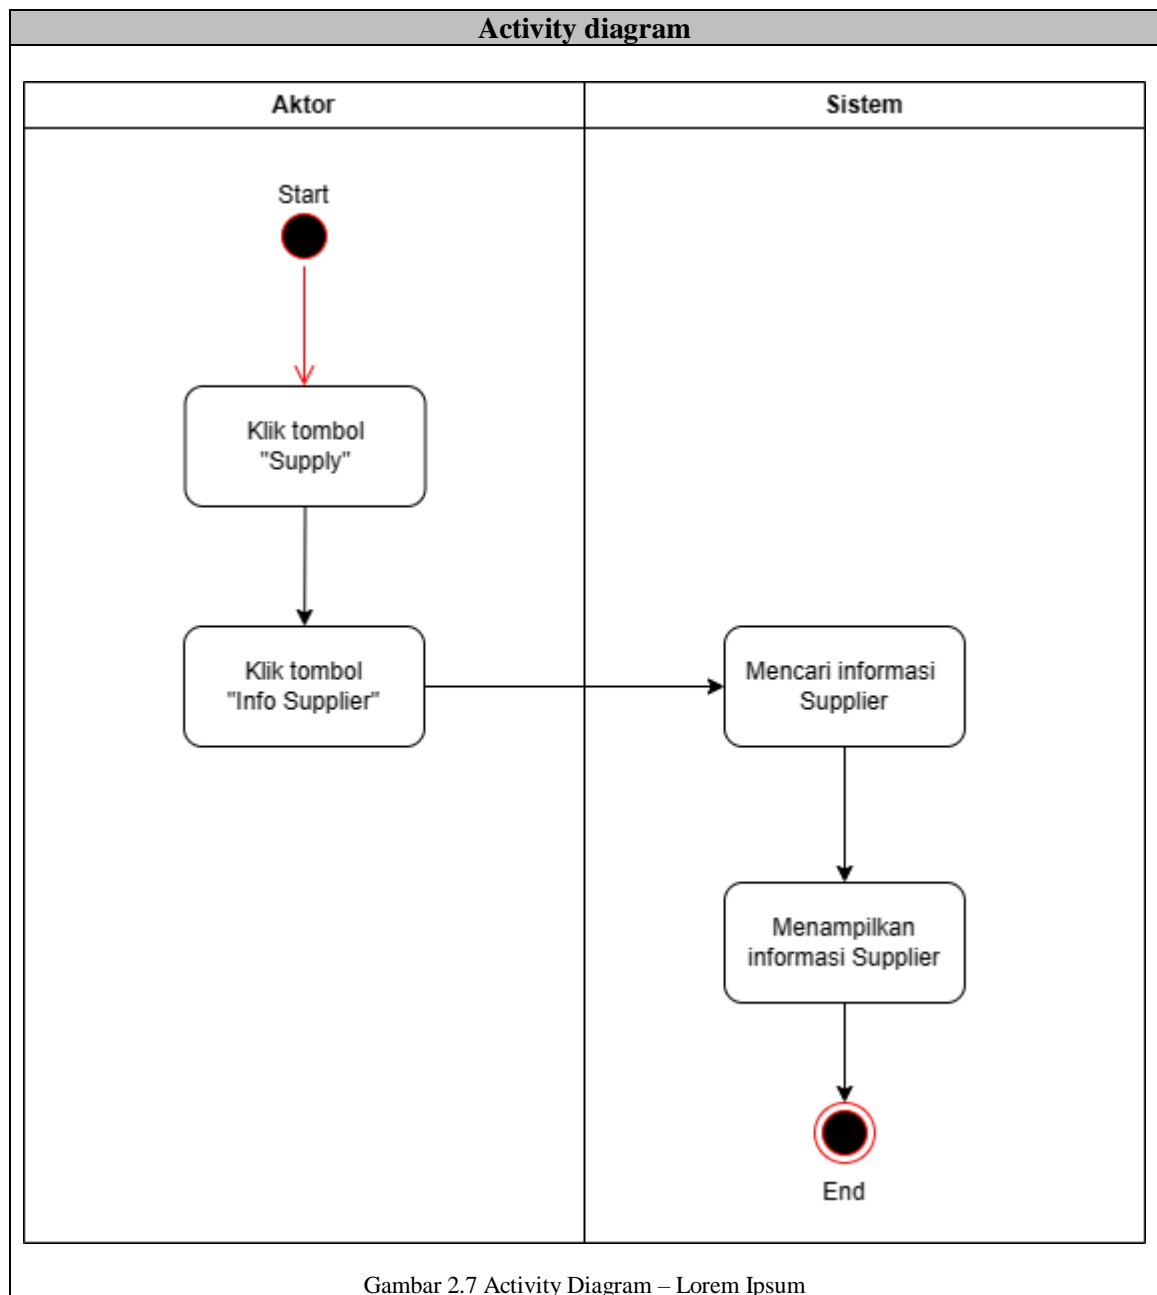 Activity diagram
Aktor
Sistem
Start
Klik tombol
"Supply"
Klik tombol
"Info Supplier"
Mencari informasi
Supplier
Menampilkan
informasi Supplier
End
Gambar 2.7 Activity Diagram – Lorem Ipsum